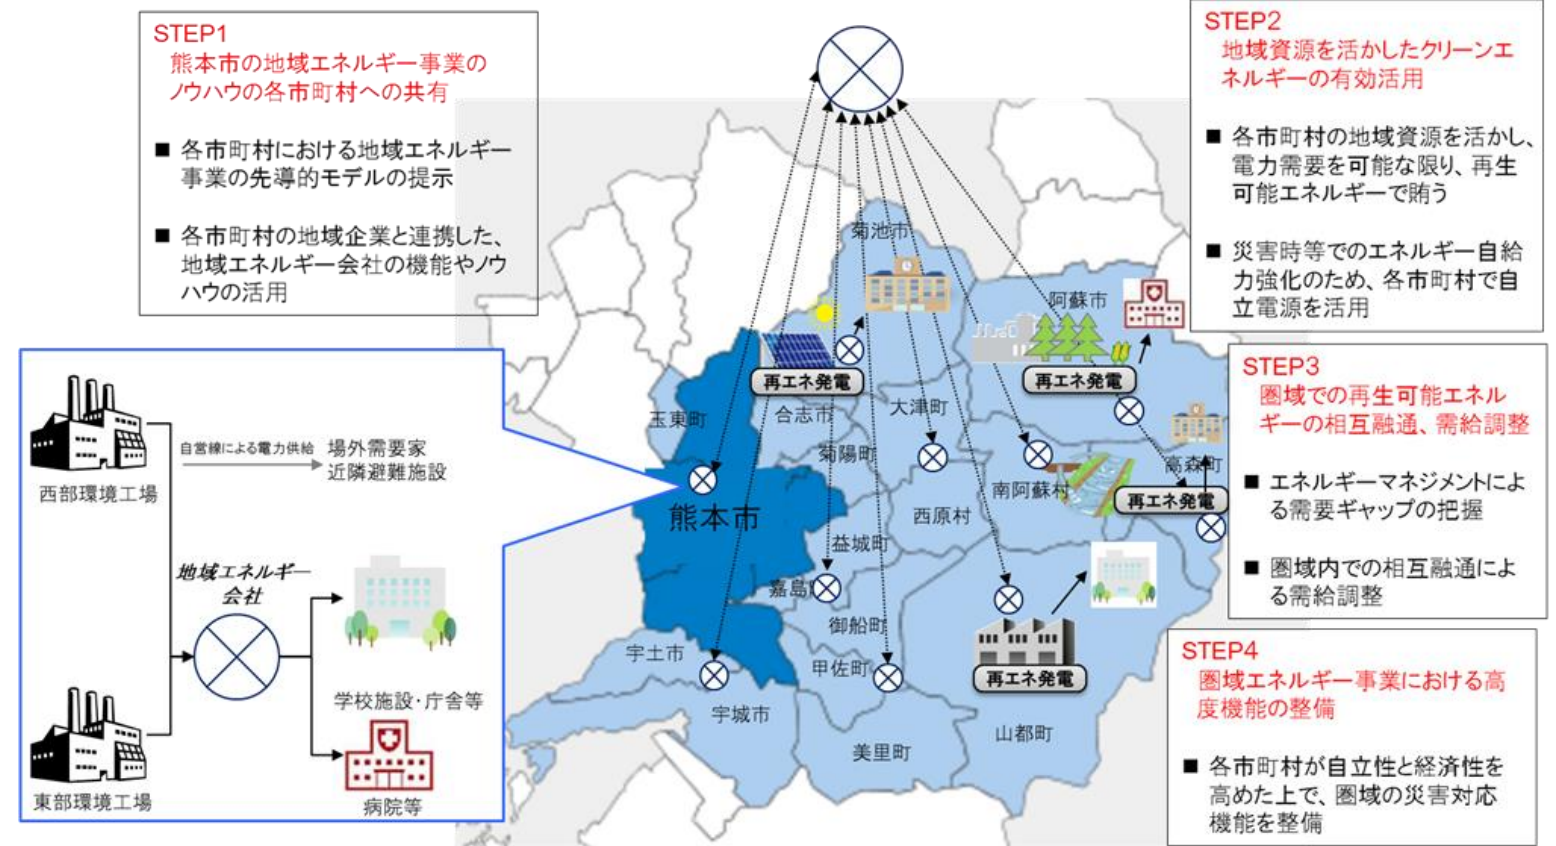 STEP1
熊本市の地域エネルギー事業の
ノウハウの各市町村への共有
■ 各市町村における地域エネルギー
事業の先導的モデルの提示
■ 各市町村の地域企業と連携した、
地域エネルギー会社の機能やノウ
ハウの活用
STEP2
地域資源を活かしたクリーンエ
ネルギーの有効活用
■ 各市町村の地域資源を活かし、
電力需要を可能な限り、再生
可能エネルギーで賄う
■ 災害時等でのエネルギー自給
力強化のため、各市町村で自
立電源を活用
STEP3
圏域での再生可能エネル
ギーの相互融通、需給調整
■ エネルギーマネジメントによ
る需要ギャップの把握
■ 圏域内での相互融通によ
る需給調整
STEP4
圏域エネルギー事業における高
度機能の整備
■ 各市町村が自立性と経済性を
高めた上で、圏域の災害対応
機能を整備
西部環境工場
自営線による電力供給
場外需要家
近隣避難施設
地域エネルギー
会社
学校施設・庁舎等
東部環境工場
病院等
菊池市
阿蘇市
再エネ発電
再エネ発電
玉東町
合志市
大津町
菊陽町
高森町
南阿蘇村
再エネ発電
熊本市
西原村
益城町
嘉島
御船町
宇土市
甲佐町
再エネ発電
宇城市
山都町
美里町